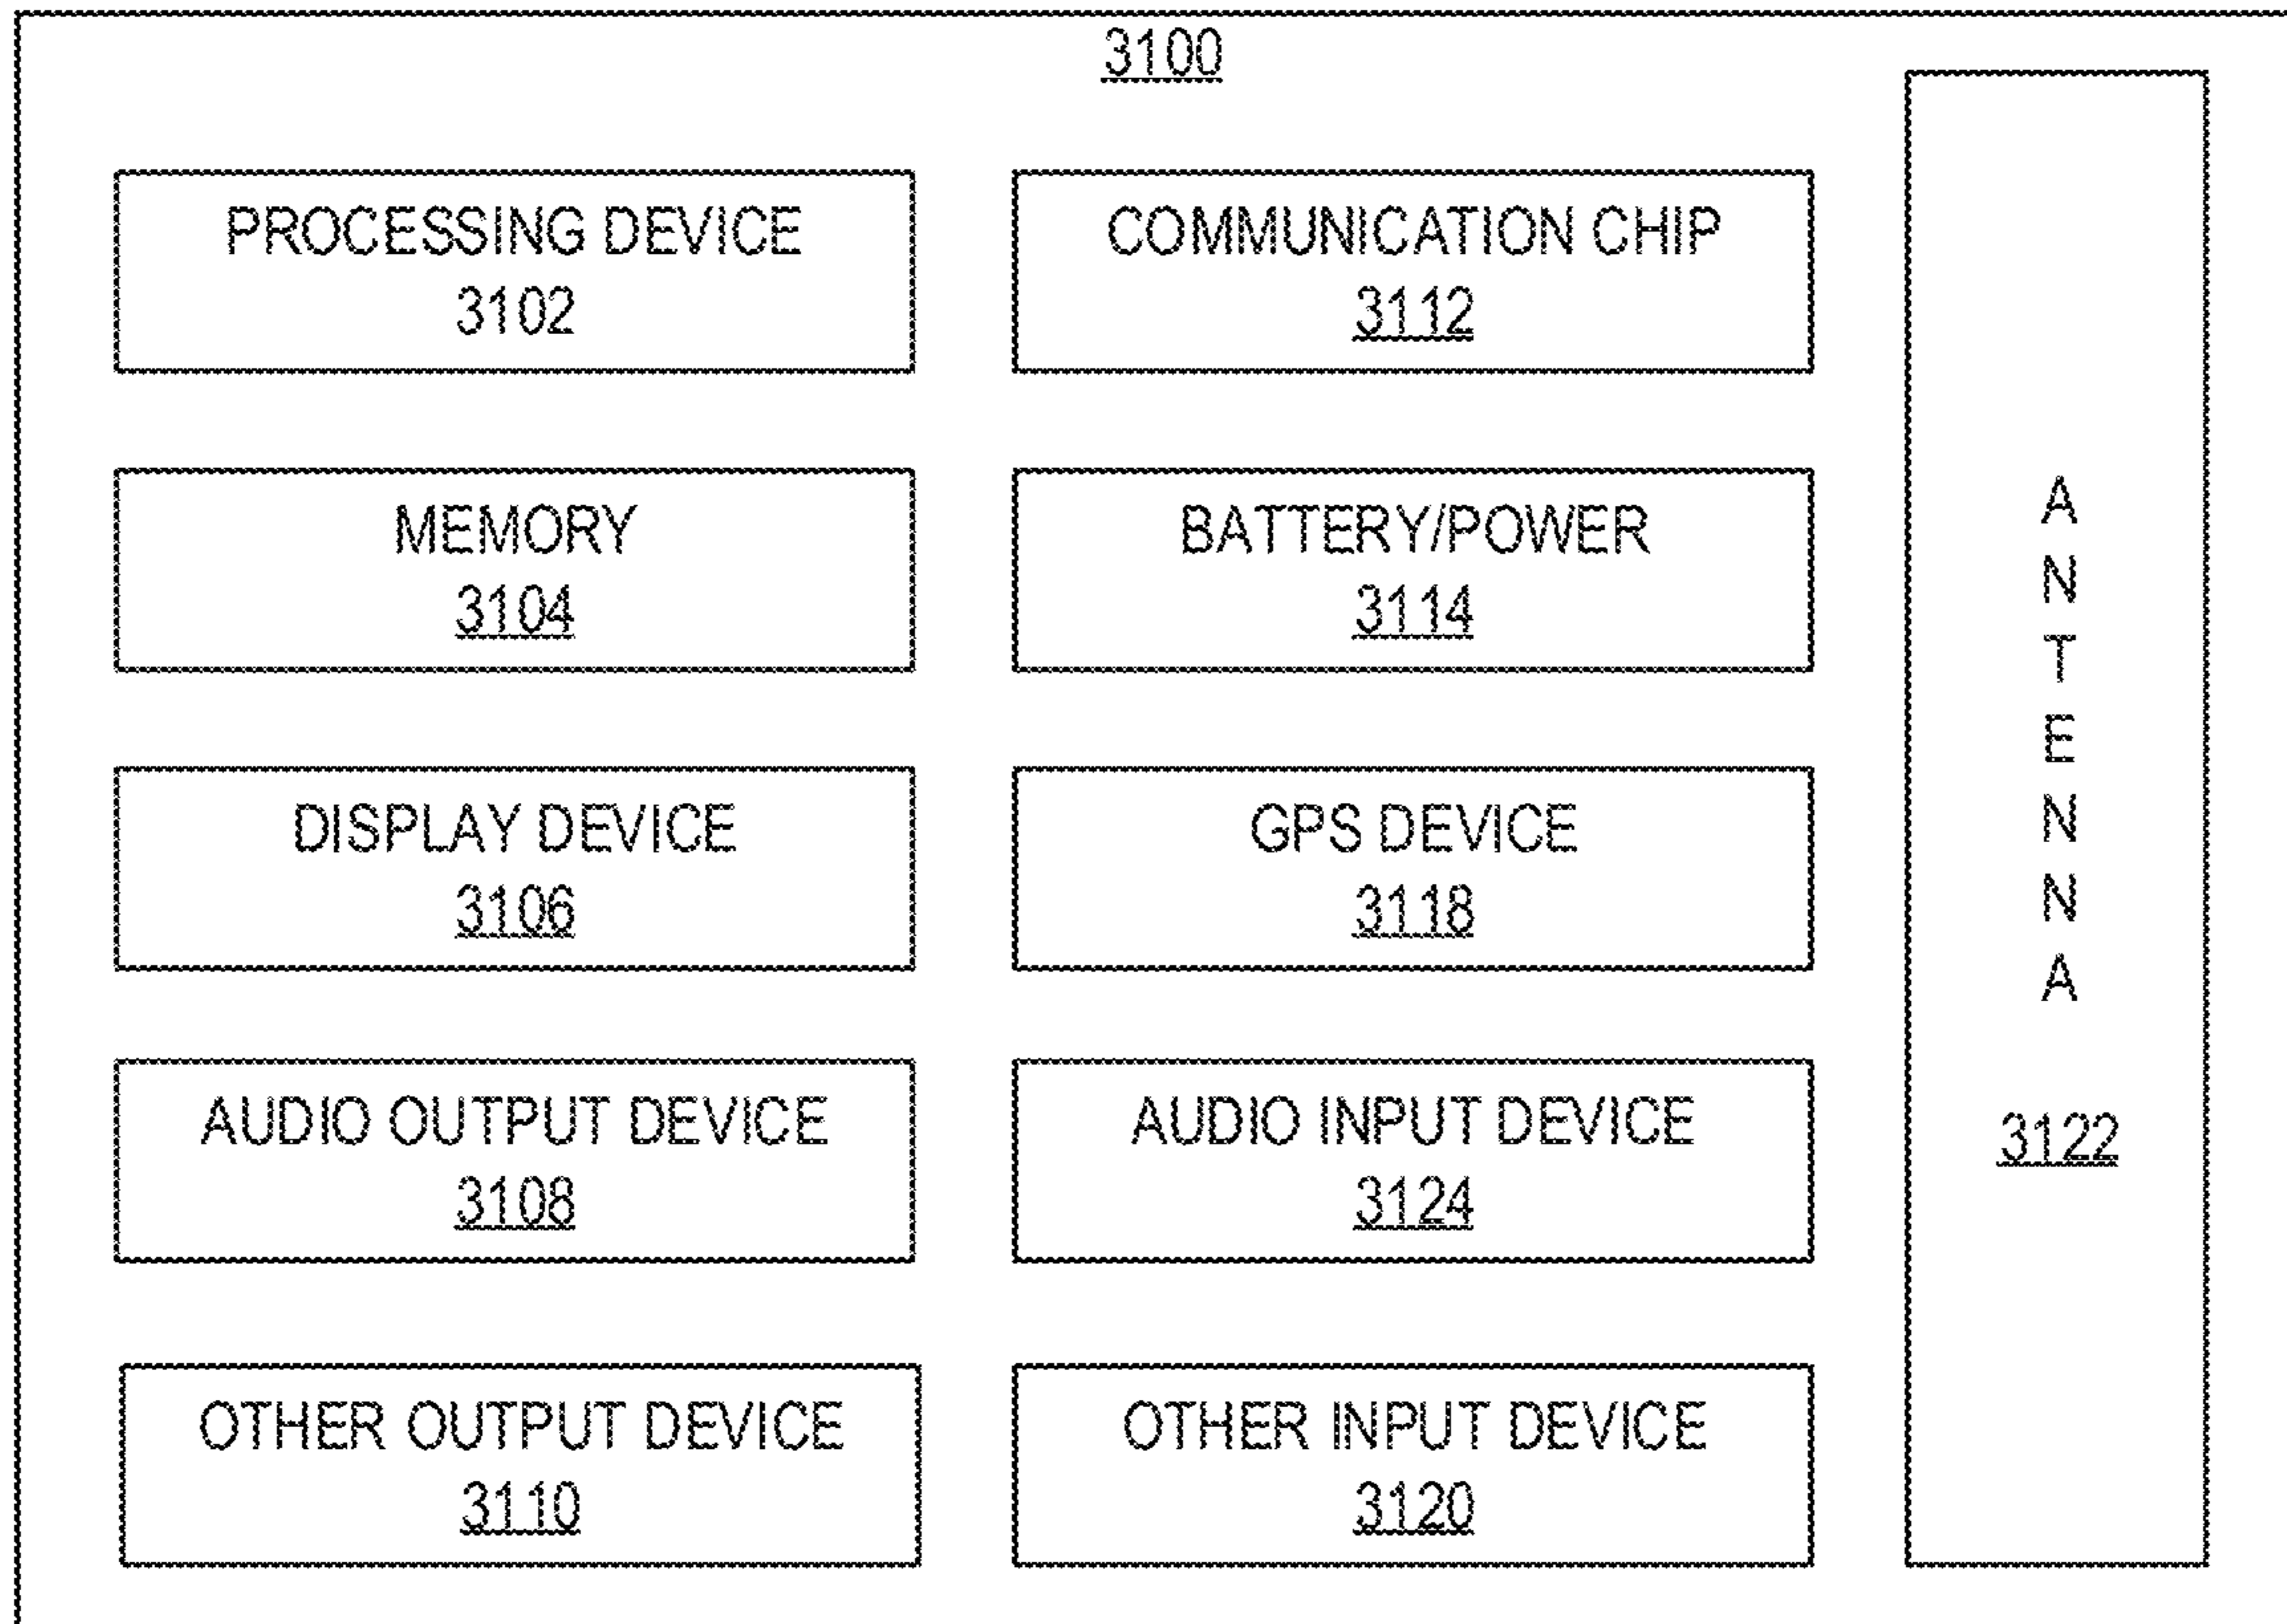 3100
PROCESSING DEVICE
3102
COMMUNICATION CHIP
3112
MEMORY
3104
BATTERY/POWER
3114
DISPLAY DEVICE
3106
GPS DEVICE
3118
AUDIO OUTPUT DEVICE
3108
AUDIO INPUT DEVICE
3124
OTHER OUTPUT DEVICE
3110
OTHER INPUT DEVICE
3120
ANTENNA
3122